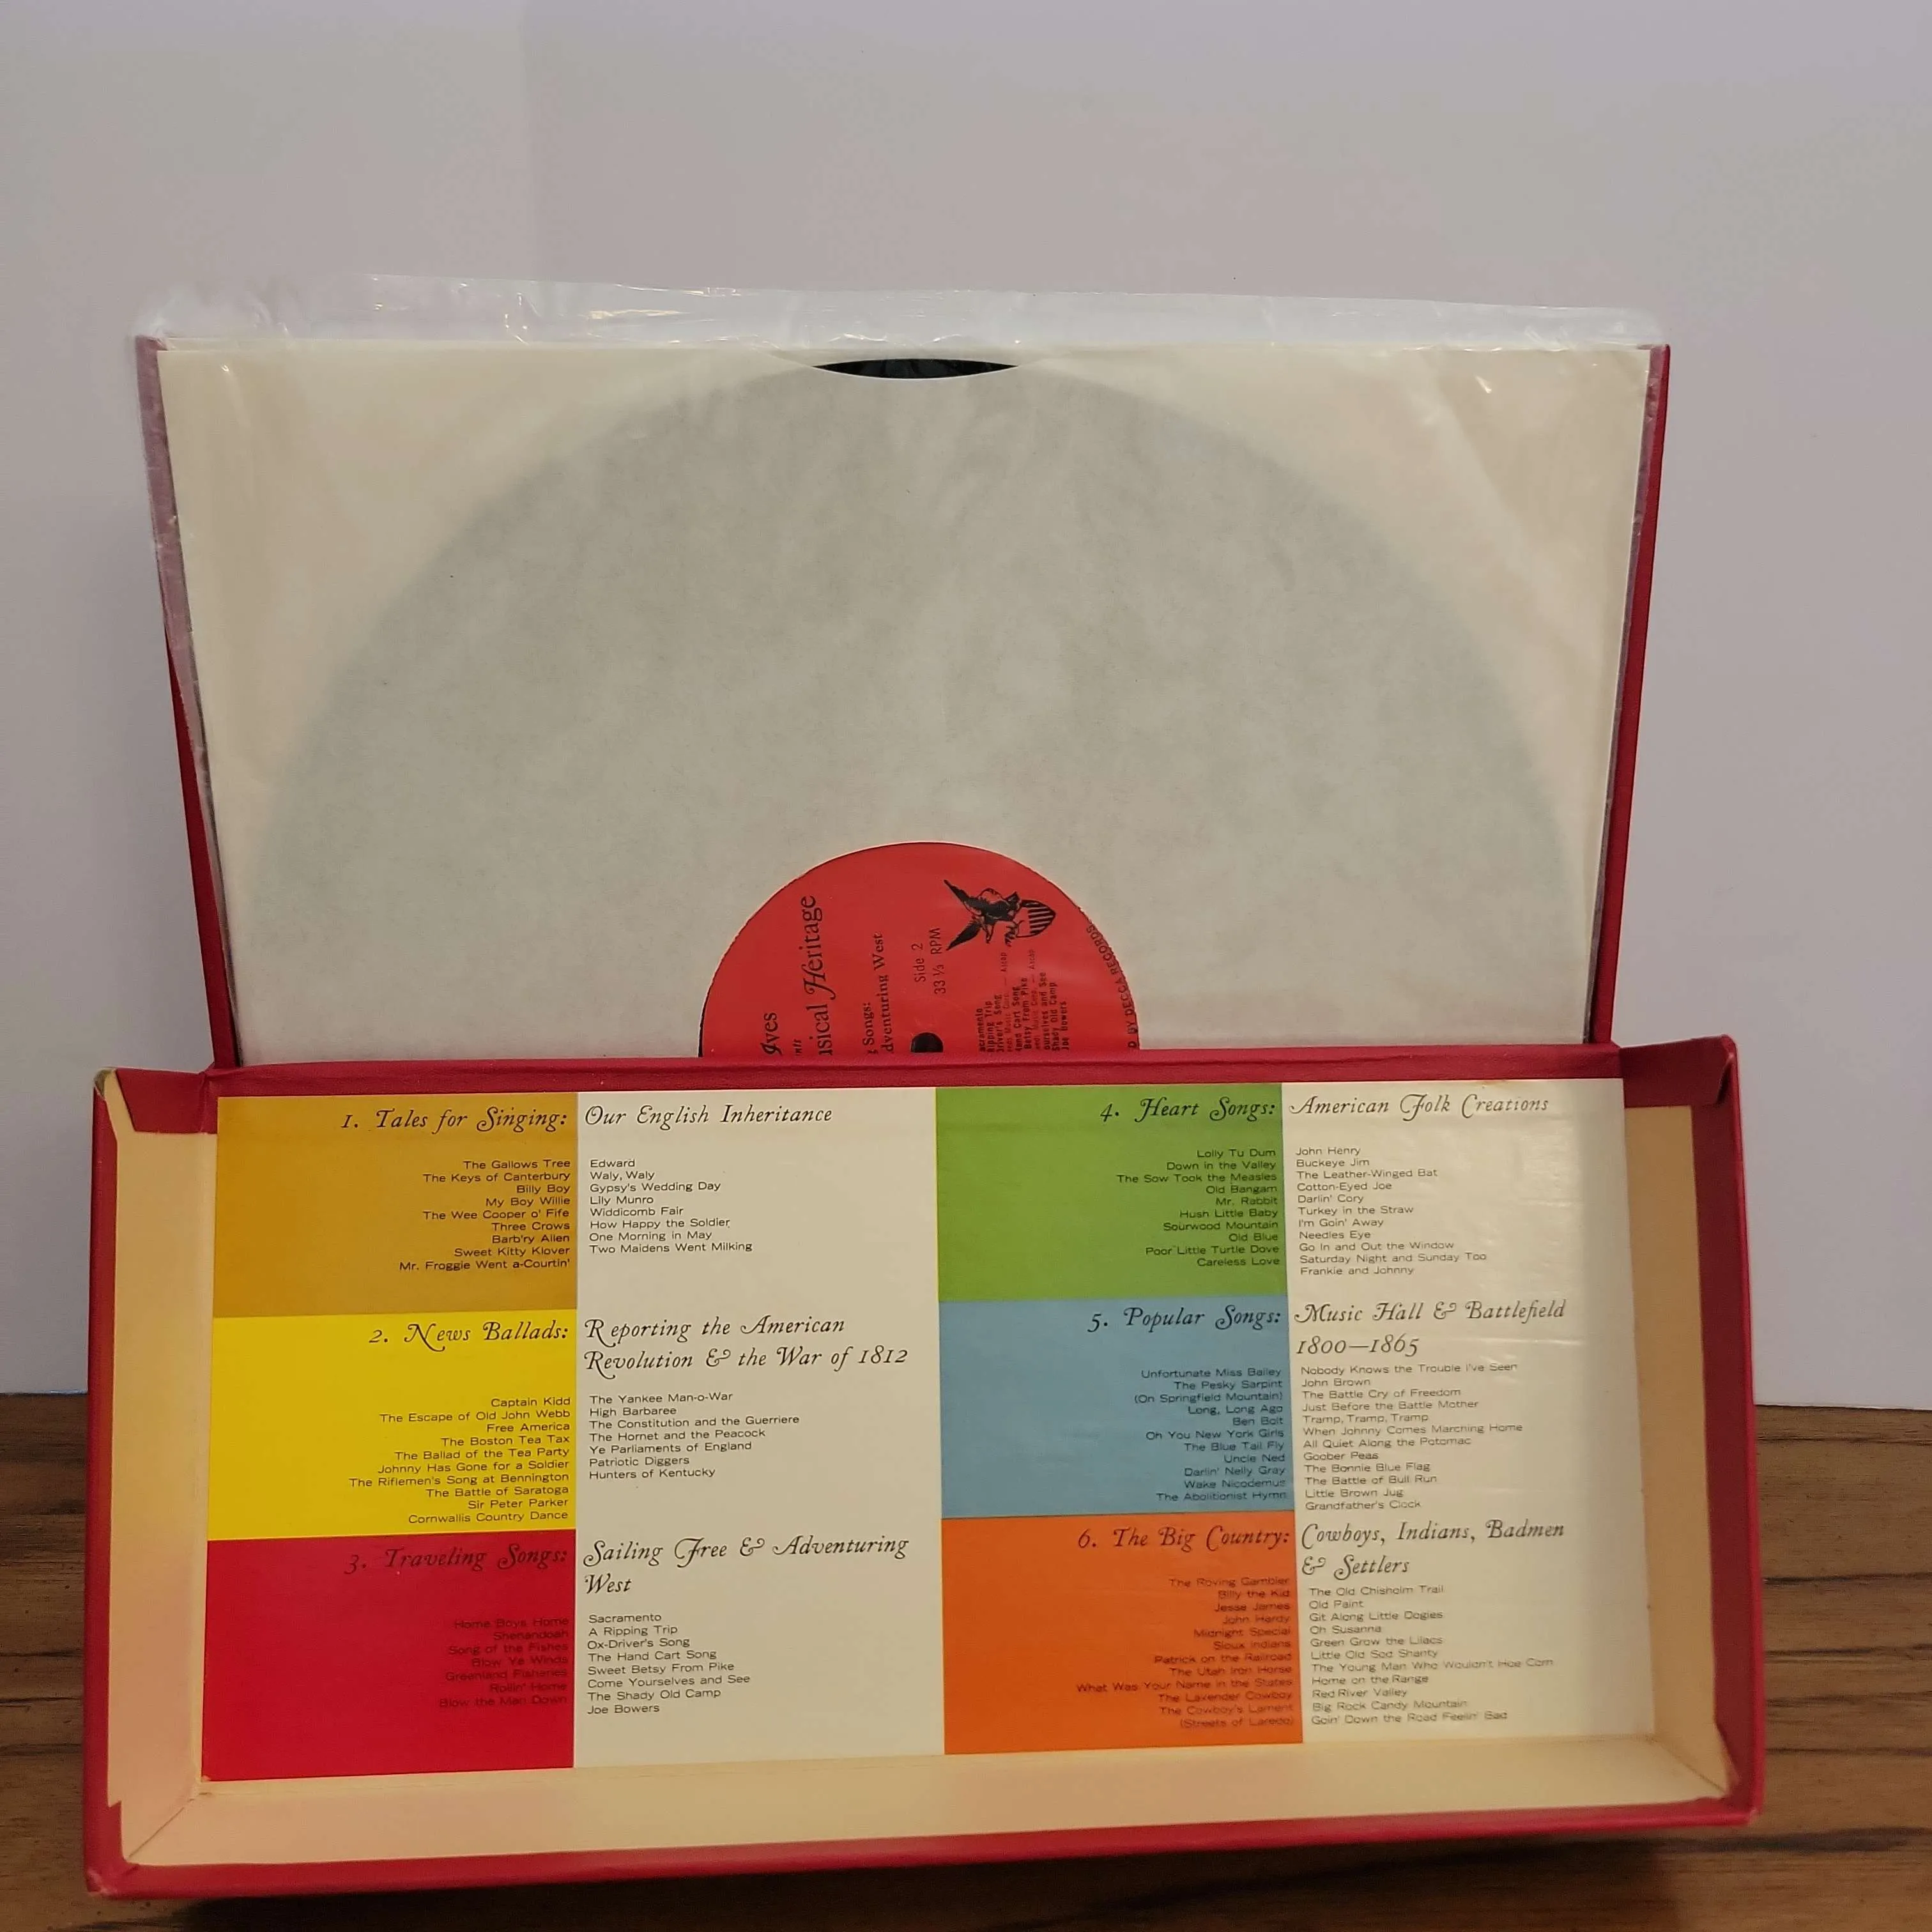 Ives
usical Heritage
g Songs:
dventuring West
Side 2
33⅓ RPM
acramento
Ripping Trip
Driver's Song
Hand Cart Song
Betsy From Pike
ourselves and See
Shady Old Camp
Joe Bowers
D BY DECCA RECORDS
1. Tales for Singing:
The Gallows Tree
The Keys of Canterbury
Billy Boy
My Boy Willie
The Wee Cooper o' Fife
Three Crows
Barb'ry Allen
Sweet Kitty Klover
Mr. Froggie Went a-Courtin'
Our English Inheritance
Edward
Waly, Waly
Gypsy's Wedding Day
Lily Munro
Widdicomb Fair
How Happy the Soldier
One Morning in May
Two Maidens Went Milking
2. News Ballads:
Captain Kidd
The Escape of Old John Webb
Free America
The Boston Tea Tax
The Ballad of the Tea Party
Johnny Has Gone for a Soldier
The Riflemen's Song at Bennington
The Battle of Saratoga
Sir Peter Parker
Cornwallis Country Dance
Reporting the American
Revolution & the War of 1812
The Yankee Man-o-War
High Barbaree
The Constitution and the Guerriere
The Hornet and the Peacock
Ye Parliaments of England
Patriotic Diggers
Hunters of Kentucky
3. Traveling Songs:
Home Boys Home
Shenandoah
Song of the Fishes
Blow Ye Winds
Greenland Fisheries
Rollin' Home
Blow the Man Down
Sailing Free & Adventuring
West
Sacramento
A Ripping Trip
Ox-Driver's Song
The Hand Cart Song
Sweet Betsy From Pike
Come Yourselves and See
The Shady Old Camp
Joe Bowers
4. Heart Songs:
Lolly Tu Dum
Down in the Valley
The Sow Took the Measles
Old Bangam
Mr. Rabbit
Hush Little Baby
Sourwood Mountain
Old Blue
Poor Little Turtle Dove
Careless Love
American Folk Creations
John Henry
Buckeye Jim
The Leather-Winged Bat
Cotton-Eyed Joe
Darlin' Cory
Turkey in the Straw
I'm Goin' Away
Needles Eye
Go In and Out the Window
Saturday Night and Sunday Too
Frankie and Johnny
5. Popular Songs:
Unfortunate Miss Bailey
The Pesky Sarpint
(On Springfield Mountain)
Long, Long Ago
Ben Bolt
Oh You New York Girls
The Blue Tail Fly
Uncle Ned
Darlin' Nelly Gray
Wake Nicodemus
The Abolitionist Hymn
Music Hall & Battlefield
1800—1865
Nobody Knows the Trouble I've Seen
John Brown
The Battle Cry of Freedom
Just Before the Battle Mother
Tramp, Tramp, Tramp
When Johnny Comes Marching Home
All Quiet Along the Potomac
Goober Peas
The Bonnie Blue Flag
The Battle of Bull Run
Little Brown Jug
Grandfather's Clock
6. The Big Country:
The Roving Gambler
Billy the Kid
Jesse James
John Hardy
Midnight Special
Sioux Indians
Patrick on the Railroad
The Utah Iron Horse
What Was Your Name in the States
The Lavender Cowboy
The Cowboy's Lament
(Streets of Laredo)
Cowboys, Indians, Badmen
& Settlers
The Old Chisholm Trail
Old Paint
Git Along Little Dogies
Oh Susanna
Green Grow the Lilacs
Little Old Sod Shanty
The Young Man Who Wouldn't Hoe Corn
Home on the Range
Red River Valley
Big Rock Candy Mountain
Goin' Down the Road Feelin' Bad